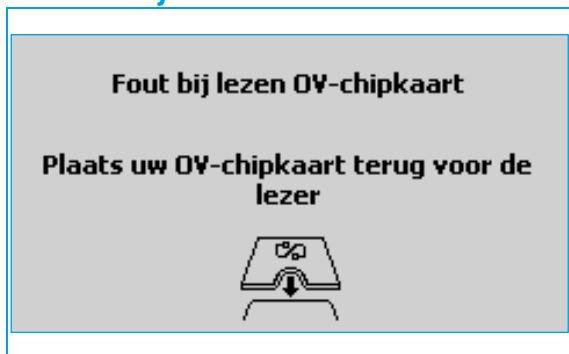 Fout bij lezen OV-chipkaart
Plaats uw OV-chipkaart terug voor de
lezer